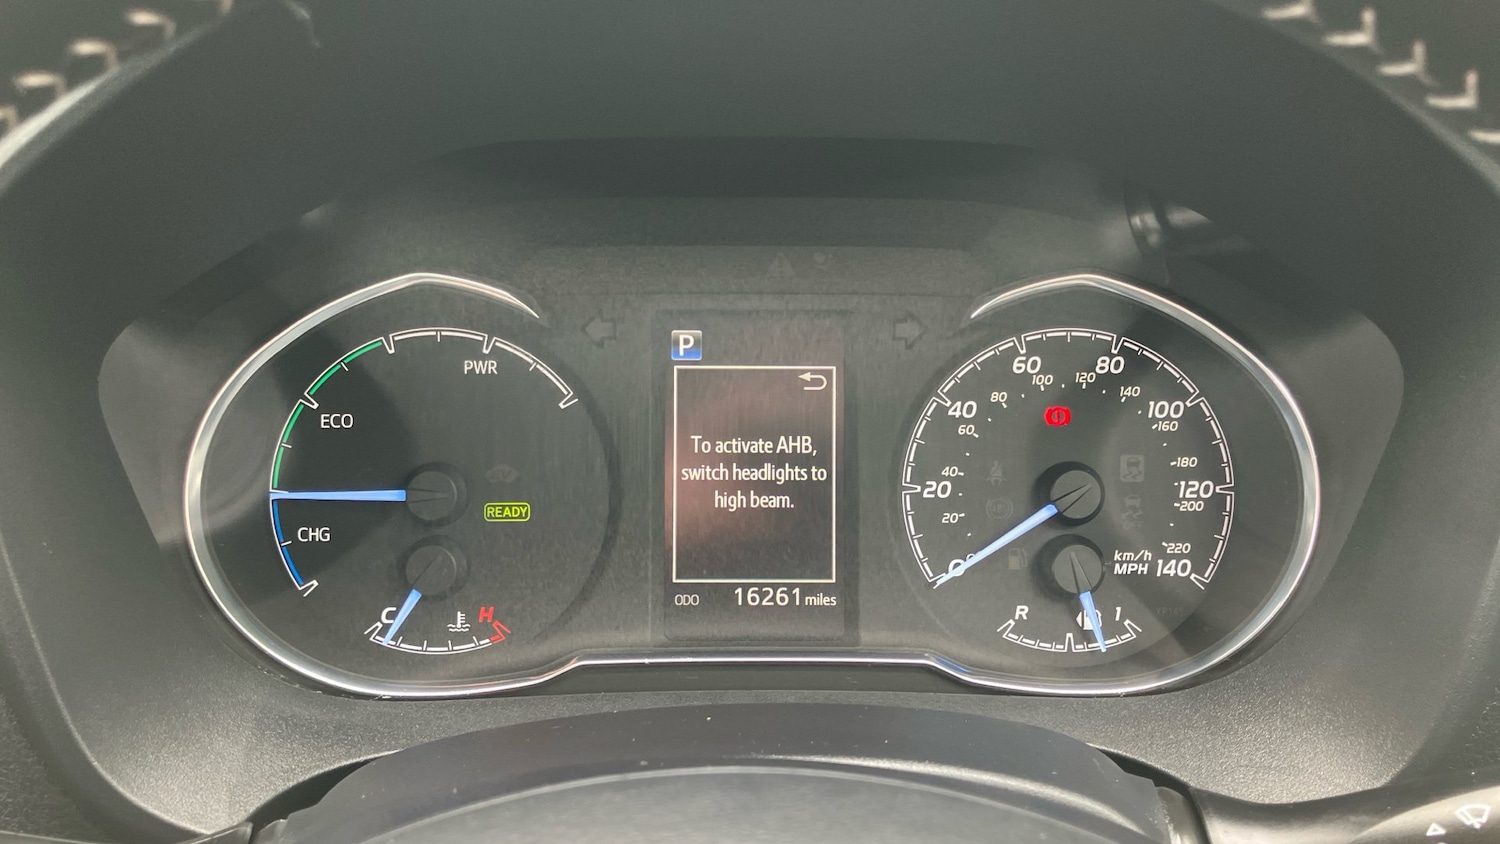 PWR
ECO
CHG
READY
C
H
P
To activate AHB,
switch headlights to
high beam.
ODO 16261 miles
0
20
40
60
80
100
120
140
20
40
60
80
100
120
140
160
180
200
220
km/h
MPH
R
1